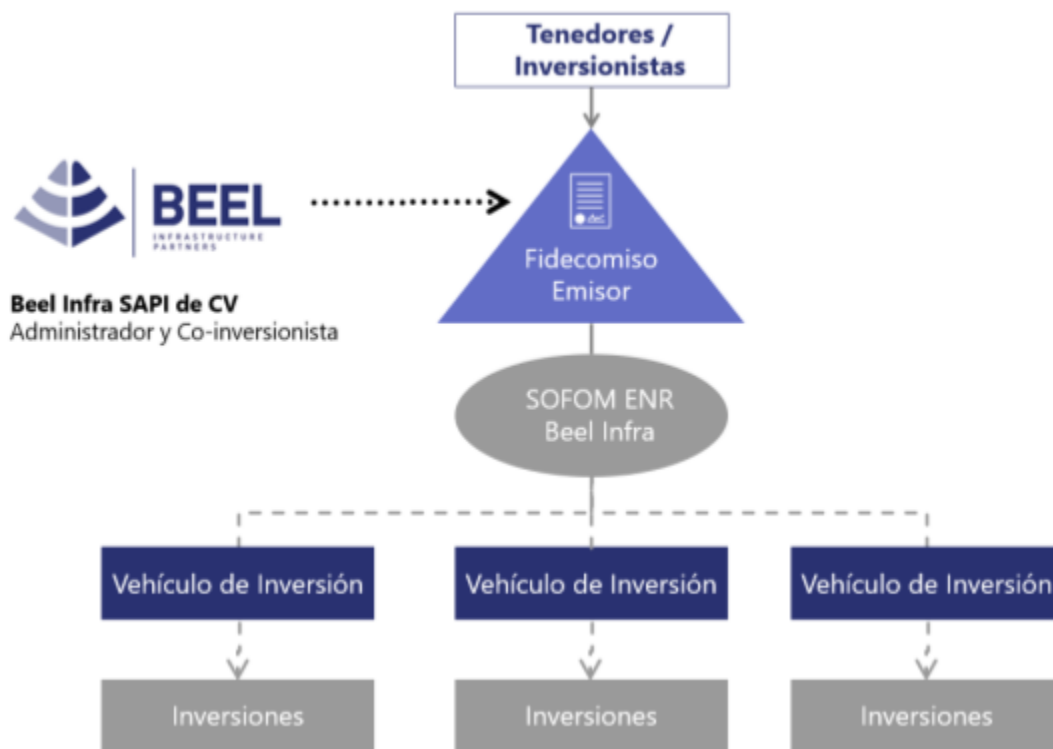 Tenedores /
Inversionistas
BEEL
INFRASTRUCTURE
PARTNERS
Fidecomiso
Emisor
Beel Infra SAPI de CV
Administrador y Co-inversionista
SOFOM ENR
Beel Infra
Vehículo de Inversión
Vehículo de Inversión
Vehículo de Inversión
Inversiones
Inversiones
Inversiones